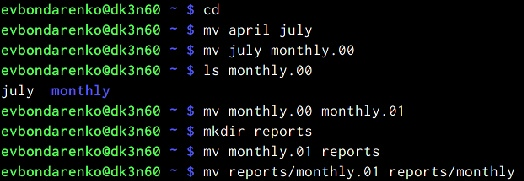 evbondarenko@dk3n60 ~ $ cd
evbondarenko@dk3n60 ~ $ mv april july
evbondarenko@dk3n60 ~ $ mv july monthly.00
evbondarenko@dk3n60 ~ $ ls monthly.00
july  monthly
evbondarenko@dk3n60 ~ $ mv monthly.00 monthly.01
evbondarenko@dk3n60 ~ $ mkdir reports
evbondarenko@dk3n60 ~ $ mv monthly.01 reports
evbondarenko@dk3n60 ~ $ mv reports/monthly.01 reports/monthly